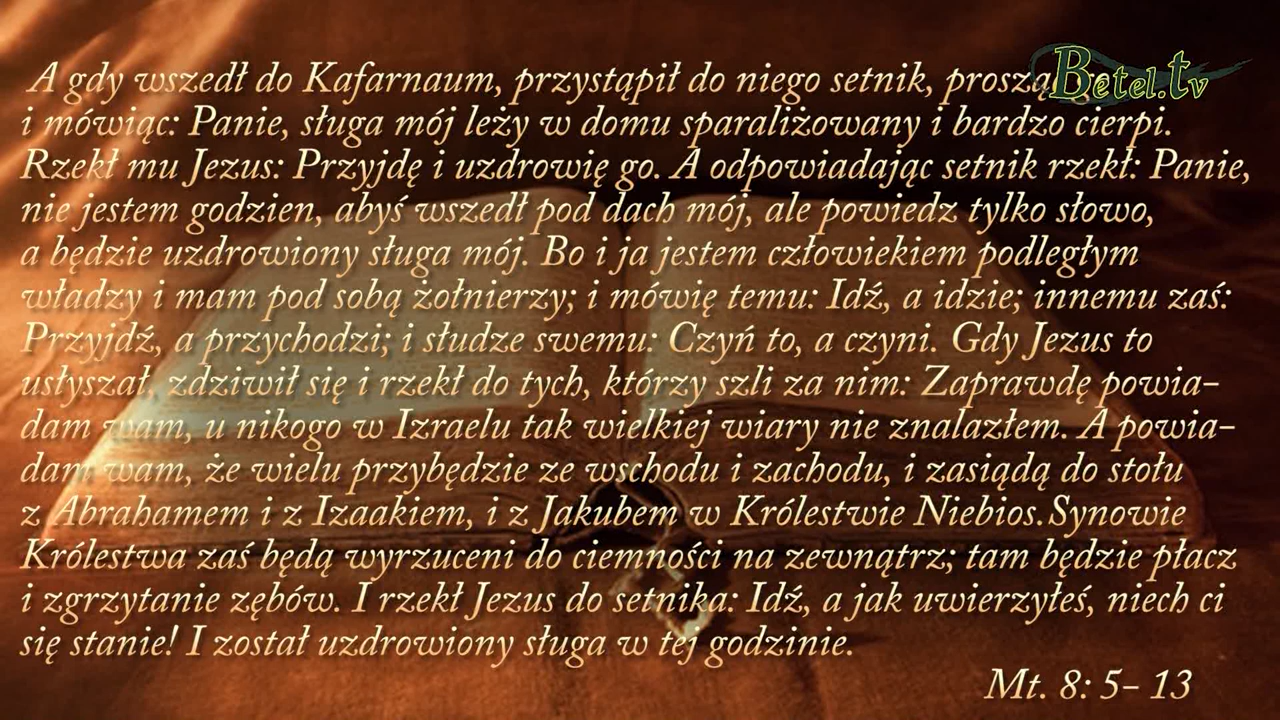 A gdy wszedł do Kafarnaum, przystąpił do niego setnik,
Betel.tv
i mówiąc: Panie, sługa mój leży w domu sparaliżowany i bardzo cierpi.
Rzekł mu Jezus: Przyjdę i uzdrowię go. A odpowiadając setnik rzekł: Panie,
nie jestem godzien, abyś wszedł pod dach mój, ale powiedz tylko słowo,
a będzie uzdrowiony sługa mój. Bo i ja jestem człowiekiem podległym
władzy i mam pod sobą żołnierzy; i mówię temu: Idź, a idzie; innemu zaś:
Przyjdź, a przychodzi; i słudze swemu: Czyń to, a czyni. Gdy Jezus to
usłyszał, zdziwił się i rzekł do tych, którzy szli za nim: Zaprawdę powia-
dam wam, u nikogo w Izraelu tak wielkiej wiary nie znalazłem. A powia-
dam wam, że wielu przybędzie ze wschodu i zachodu, i zasiądą do stołu
z Abrahamem i z Izaakiem, i z Jakubem w Królestwie Niebios.Synowie
Królestwa zaś będą wyrzuceni do ciemności na zewnątrz; tam będzie płacz
i zgrzytanie zębów. I rzekł Jezus do setnika: Idź, a jak uwierzyłeś, niech ci
się stanie! I został uzdrowiony sługa w tej godzinie.
Mt. 8: 5- 13